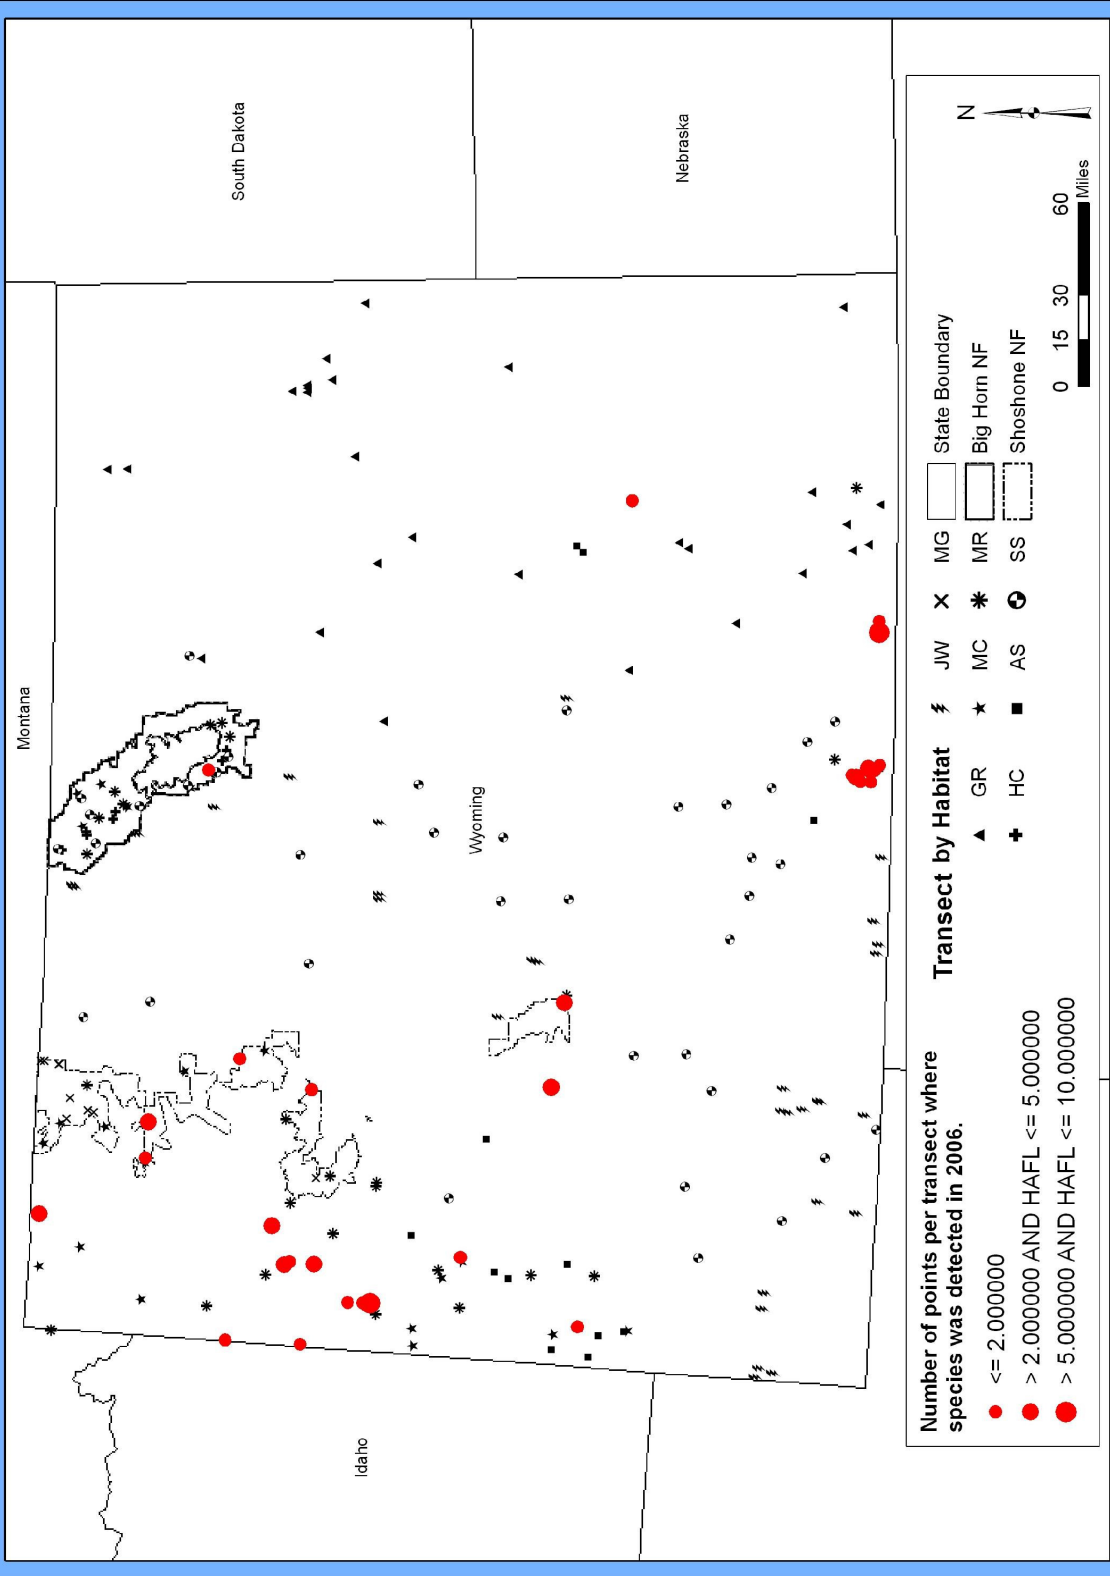 Montana
South Dakota
Wyoming
Nebraska
Idaho
Number of points per transect where
species was detected in 2006.
<= 2.000000
> 2.000000 AND HAFL <= 5.000000
> 5.000000 AND HAFL <= 10.000000
Transect by Habitat
GR
HC
JW
MC
AS
MG
MR
SS
State Boundary
Big Horn NF
Shoshone NF
N
0 15 30 60
Miles